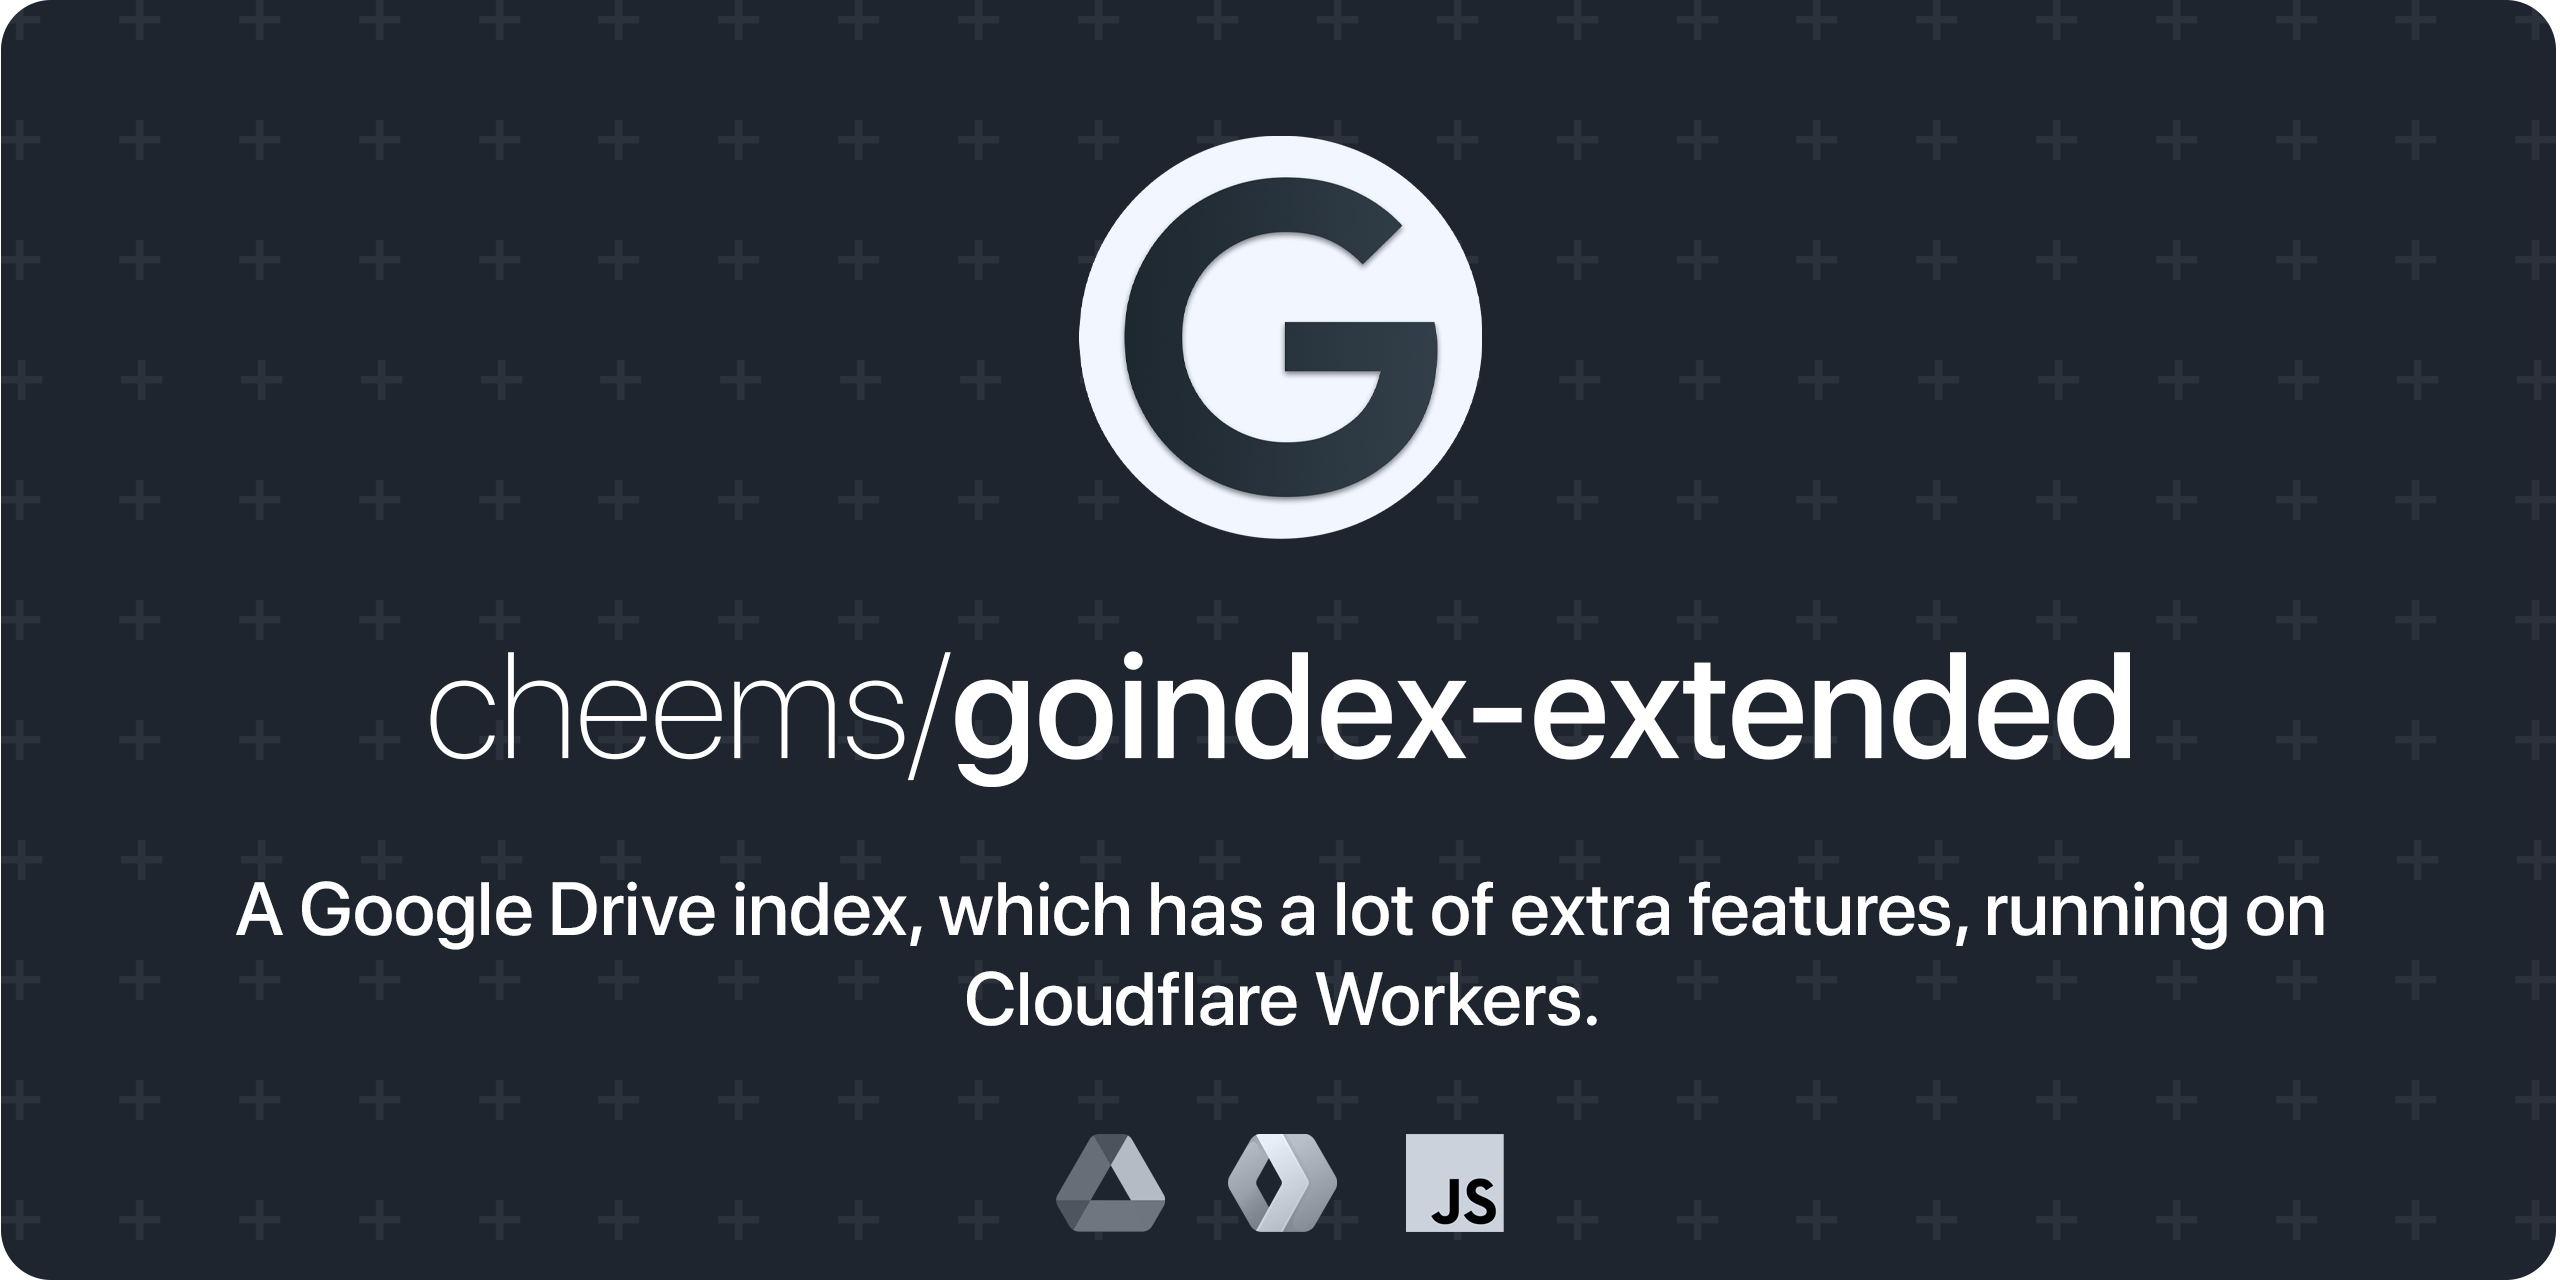 G
cheems/goindex-extended
A Google Drive index, which has a lot of extra features, running on
Cloudflare Workers.
JS